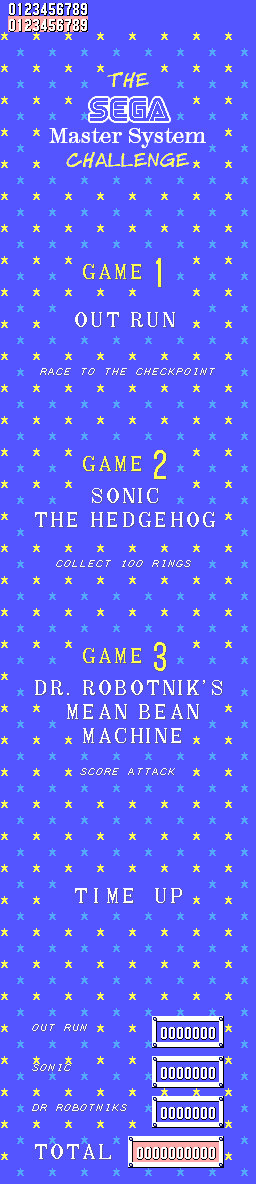 0123456789
0123456789
THE
SEGA
Master System
CHALLENGE
GAME 1
OUT RUN
RACE TO THE CHECKPOINT
GAME 2
SONIC
THE HEDGEHOG
COLLECT 100 RINGS
GAME 3
DR. ROBOTNIK'S
MEAN BEAN
MACHINE
SCORE ATTACK
TIME UP
OUT RUN 0000000
SONIC 0000000
DR ROBOTNIKS 0000000
TOTAL 0000000000